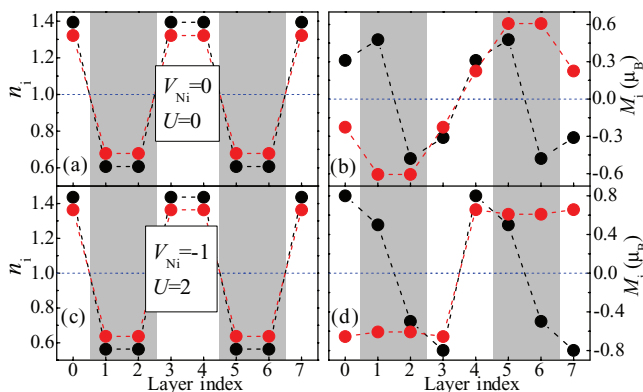 1.4
1.2
1.0
0.8
0.6
n_i
V_Ni=0
U=0
(a)
0.6
0.3
0.0
-0.3
-0.6
M_i (μ_B)
(b)
1.4
1.2
1.0
0.8
0.6
n_i
V_Ni=-1
U=2
(c)
0 1 2 3 4 5 6 7
Layer index
0.8
0.4
0.0
-0.4
-0.8
M_i (μ_B)
(d)
0 1 2 3 4 5 6 7
Layer index